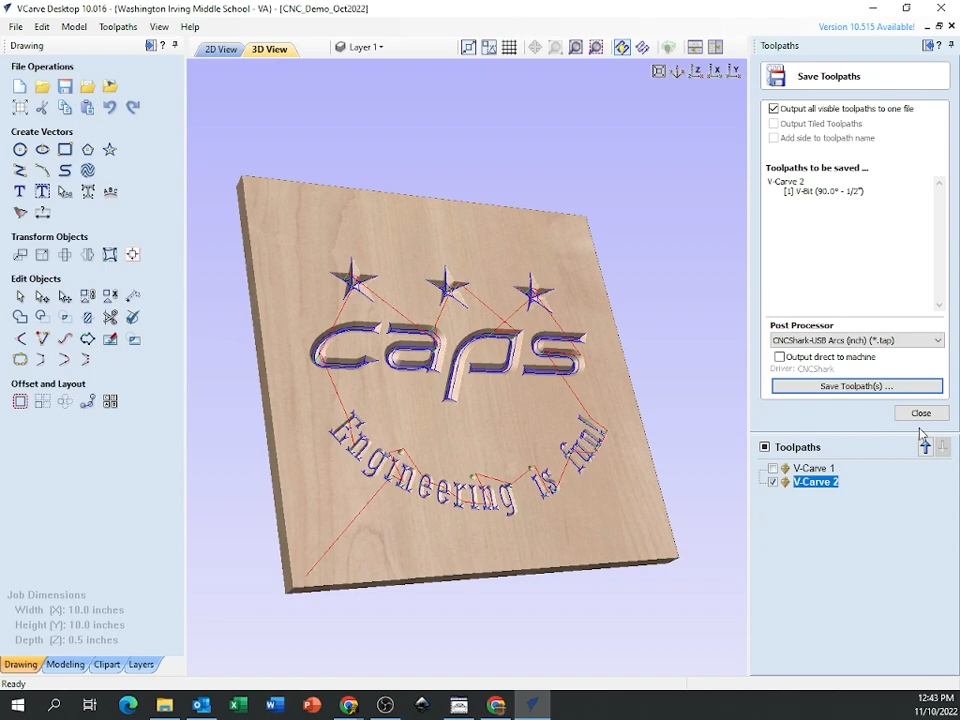 VCarve Desktop 10.016 - {Washington Irving Middle School - VA} - [CNC_Demo_Oct2022]
File Edit Model Toolpaths View Help
Version 10.515 Available!
Drawing
2D View 3D View
Layer 1
Toolpaths
File Operations
Create Vectors
Transform Objects
Edit Objects
Offset and Layout
Job Dimensions
Width (X): 10.0 inches
Height (Y): 10.0 inches
Depth (Z): 0.5 inches
Drawing Modeling Clipart Layers
Ready
Z X Y
caps
Engineering is fun!
Save Toolpaths
Output all visible toolpaths to one file
Output Tiled Toolpaths
Add side to toolpath name
Toolpaths to be saved ...
V-Carve 2
[1] V-Bit (90.0° - 1/2")
Post Processor
CNCShark-USB Arcs (inch) (*.tap)
Output direct to machine
Driver: CNCShark
Save Toolpath(s) ...
Close
Toolpaths
V-Carve 1
V-Carve 2
12:43 PM
11/10/2022